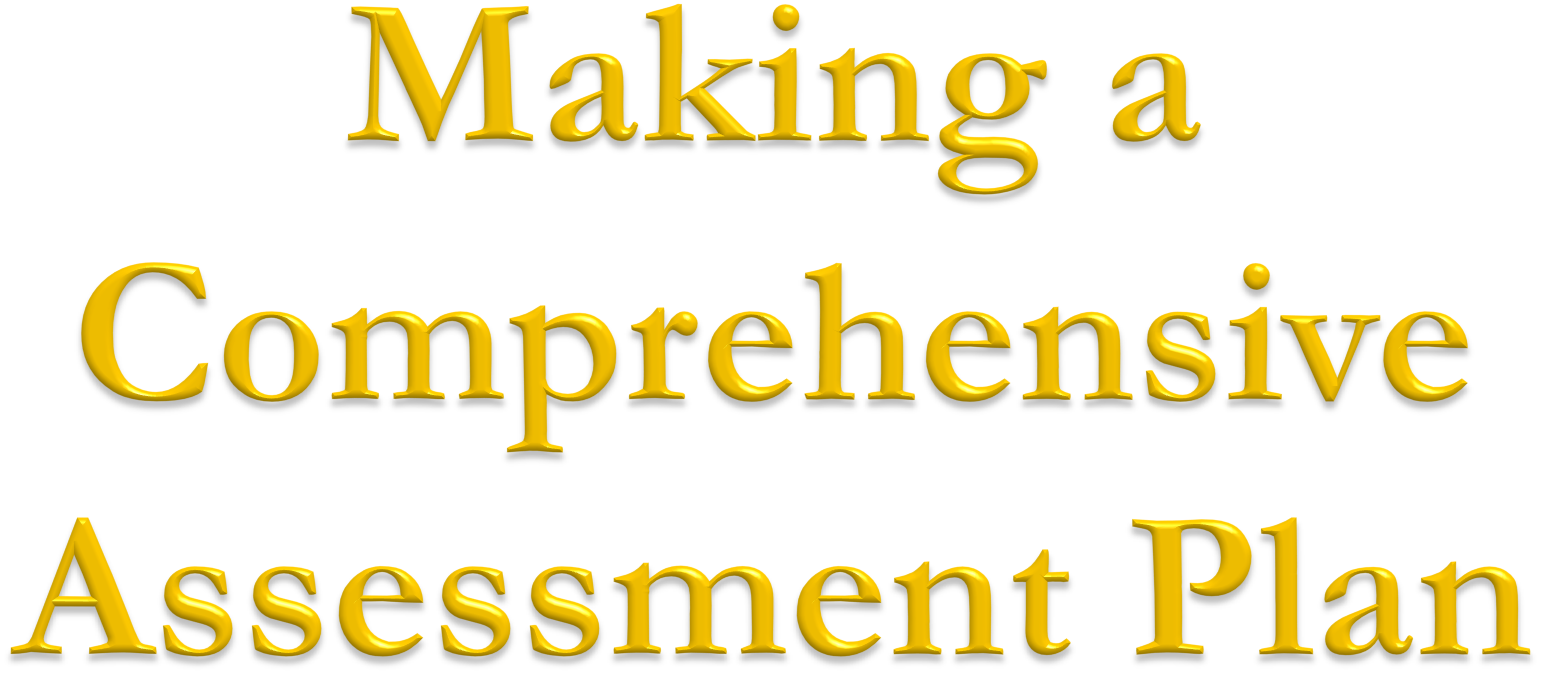 Making a
Comprehensive
Assessment Plan